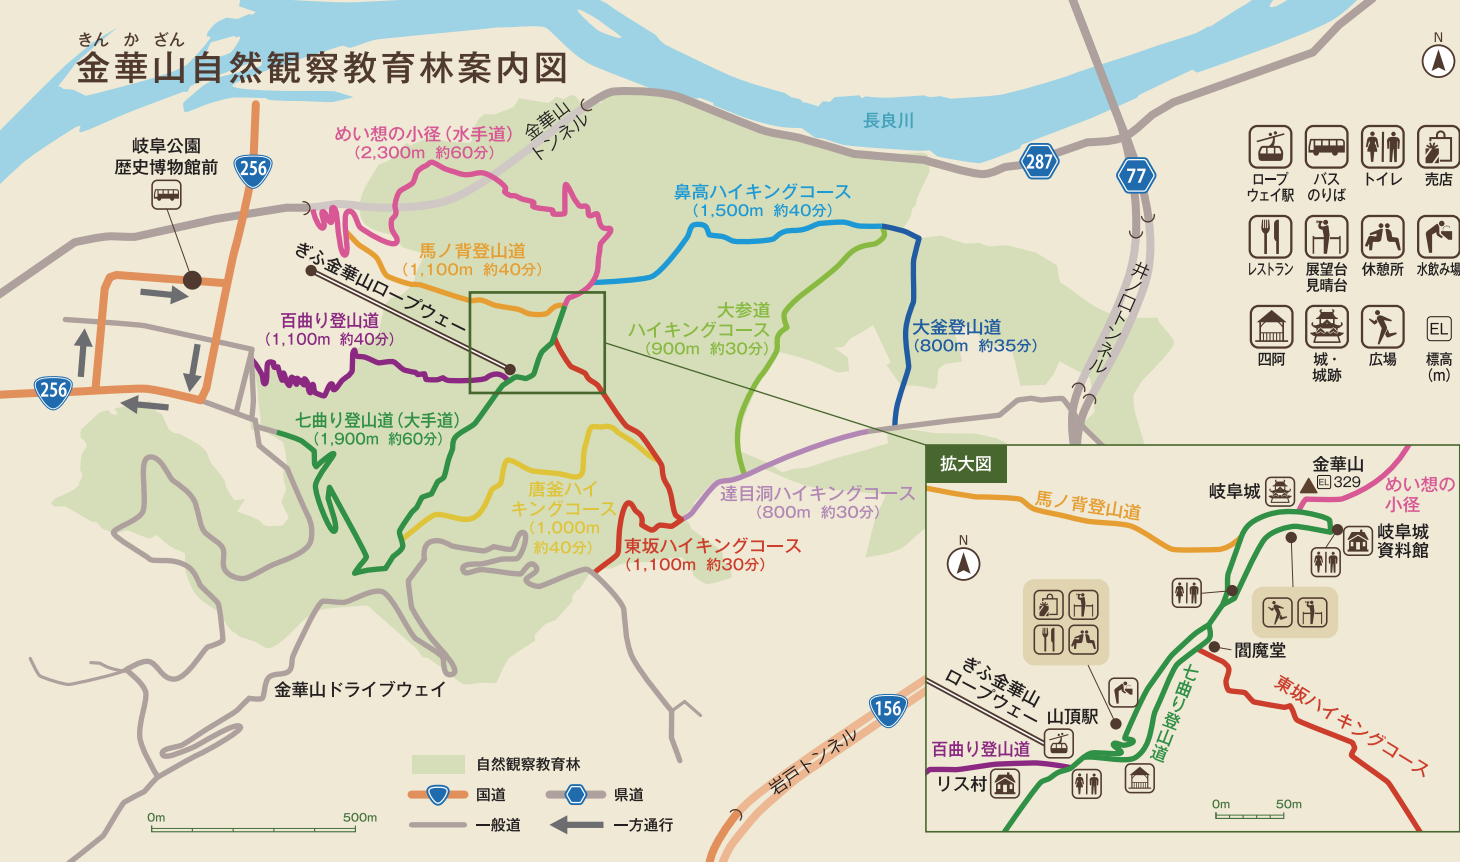 きん か ざん
金華山自然観察教育林案内図
岐阜公園
歴史博物館前
256
めい想の小径（水手道）
（2,300m 約60分）
金華山
トンネル
長良川
287
77
N
鼻高ハイキングコース
（1,500m 約40分）
馬ノ背登山道
（1,100m 約40分）
ぎふ金華山ロープウェー
百曲り登山道
（1,100m 約40分）
大参道
ハイキングコース
（900m 約30分）
大釜登山道
（800m 約35分）
井ノ口トンネル
256
七曲り登山道（大手道）
（1,900m 約60分）
唐釜ハイ
キングコース
（1,000m
約40分）
達目洞ハイキングコース
（800m 約30分）
東坂ハイキングコース
（1,100m 約30分）
金華山ドライブウェイ
156
岩戸トンネル
自然観察教育林
国道
県道
一般道
一方通行
0m
500m
ロープ
ウェイ駅
バス
のりば
トイレ
売店
レストラン
展望台
見晴台
休憩所
水飲み場
四阿
城・
城跡
広場
EL
標高
（m）
拡大図
金華山
EL 329
岐阜城
めい想の
小径
馬ノ背登山道
岐阜城
資料館
N
閻魔堂
ぎふ金華山
ロープウェー
山頂駅
七曲り登山道
東坂ハイキングコース
百曲り登山道
リス村
0m
50m